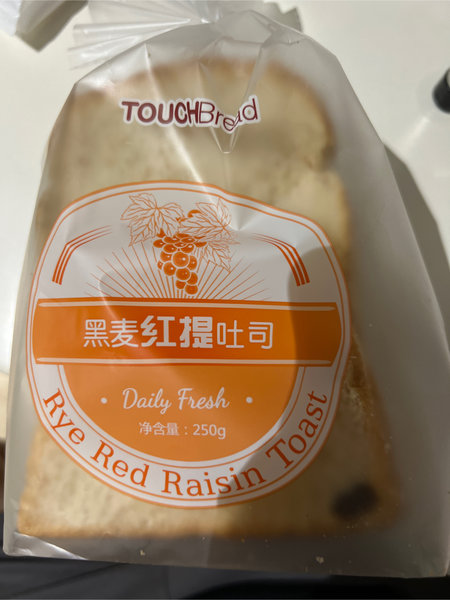 TOUCHBread
黑麦红提吐司
· Daily Fresh ·
净含量：250g
Rye Red Raisin Toast